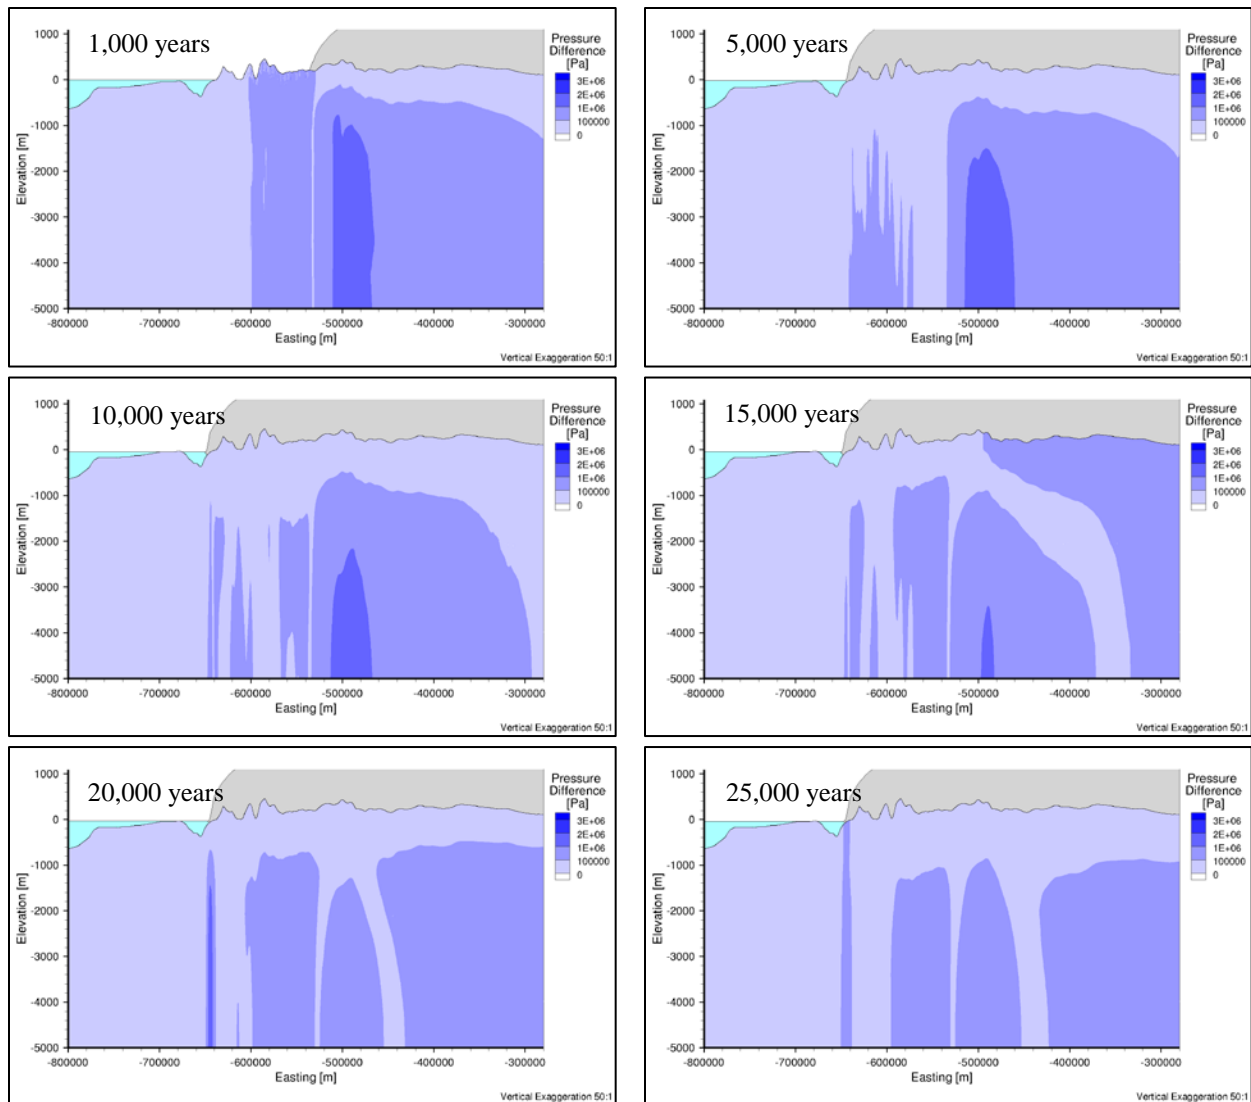 1,000 years
Pressure
Difference
[Pa]
3E+06
2E+06
1E+06
100000
0
1000
0
-1000
-2000
-3000
-4000
-5000
Elevation [m]
-800000 -700000 -600000 -500000 -400000 -300000
Easting [m]
Vertical Exaggeration 50:1
5,000 years
Pressure
Difference
[Pa]
3E+06
2E+06
1E+06
100000
0
1000
0
-1000
-2000
-3000
-4000
-5000
Elevation [m]
-800000 -700000 -600000 -500000 -400000 -300000
Easting [m]
Vertical Exaggeration 50:1
10,000 years
Pressure
Difference
[Pa]
3E+06
2E+06
1E+06
100000
0
1000
0
-1000
-2000
-3000
-4000
-5000
Elevation [m]
-800000 -700000 -600000 -500000 -400000 -300000
Easting [m]
Vertical Exaggeration 50:1
15,000 years
Pressure
Difference
[Pa]
3E+06
2E+06
1E+06
100000
0
1000
0
-1000
-2000
-3000
-4000
-5000
Elevation [m]
-800000 -700000 -600000 -500000 -400000 -300000
Easting [m]
Vertical Exaggeration 50:1
20,000 years
Pressure
Difference
[Pa]
3E+06
2E+06
1E+06
100000
0
1000
0
-1000
-2000
-3000
-4000
-5000
Elevation [m]
-800000 -700000 -600000 -500000 -400000 -300000
Easting [m]
Vertical Exaggeration 50:1
25,000 years
Pressure
Difference
[Pa]
3E+06
2E+06
1E+06
100000
0
1000
0
-1000
-2000
-3000
-4000
-5000
Elevation [m]
-800000 -700000 -600000 -500000 -400000 -300000
Easting [m]
Vertical Exaggeration 50:1